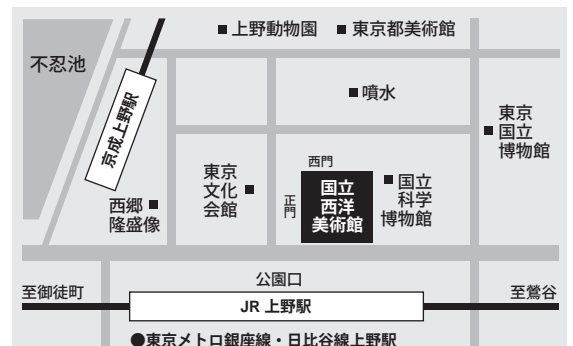 ■上野動物園 ■東京都美術館
不忍池
■噴水
京成上野駅
東京
■国立
博物館
西門
東京
文化■
会館
正門
国立
西洋
美術館
■国立
科学
博物館
西郷■
隆盛像
公園口
至御徒町
JR 上野駅
至鶯谷
●東京メトロ銀座線・日比谷線上野駅